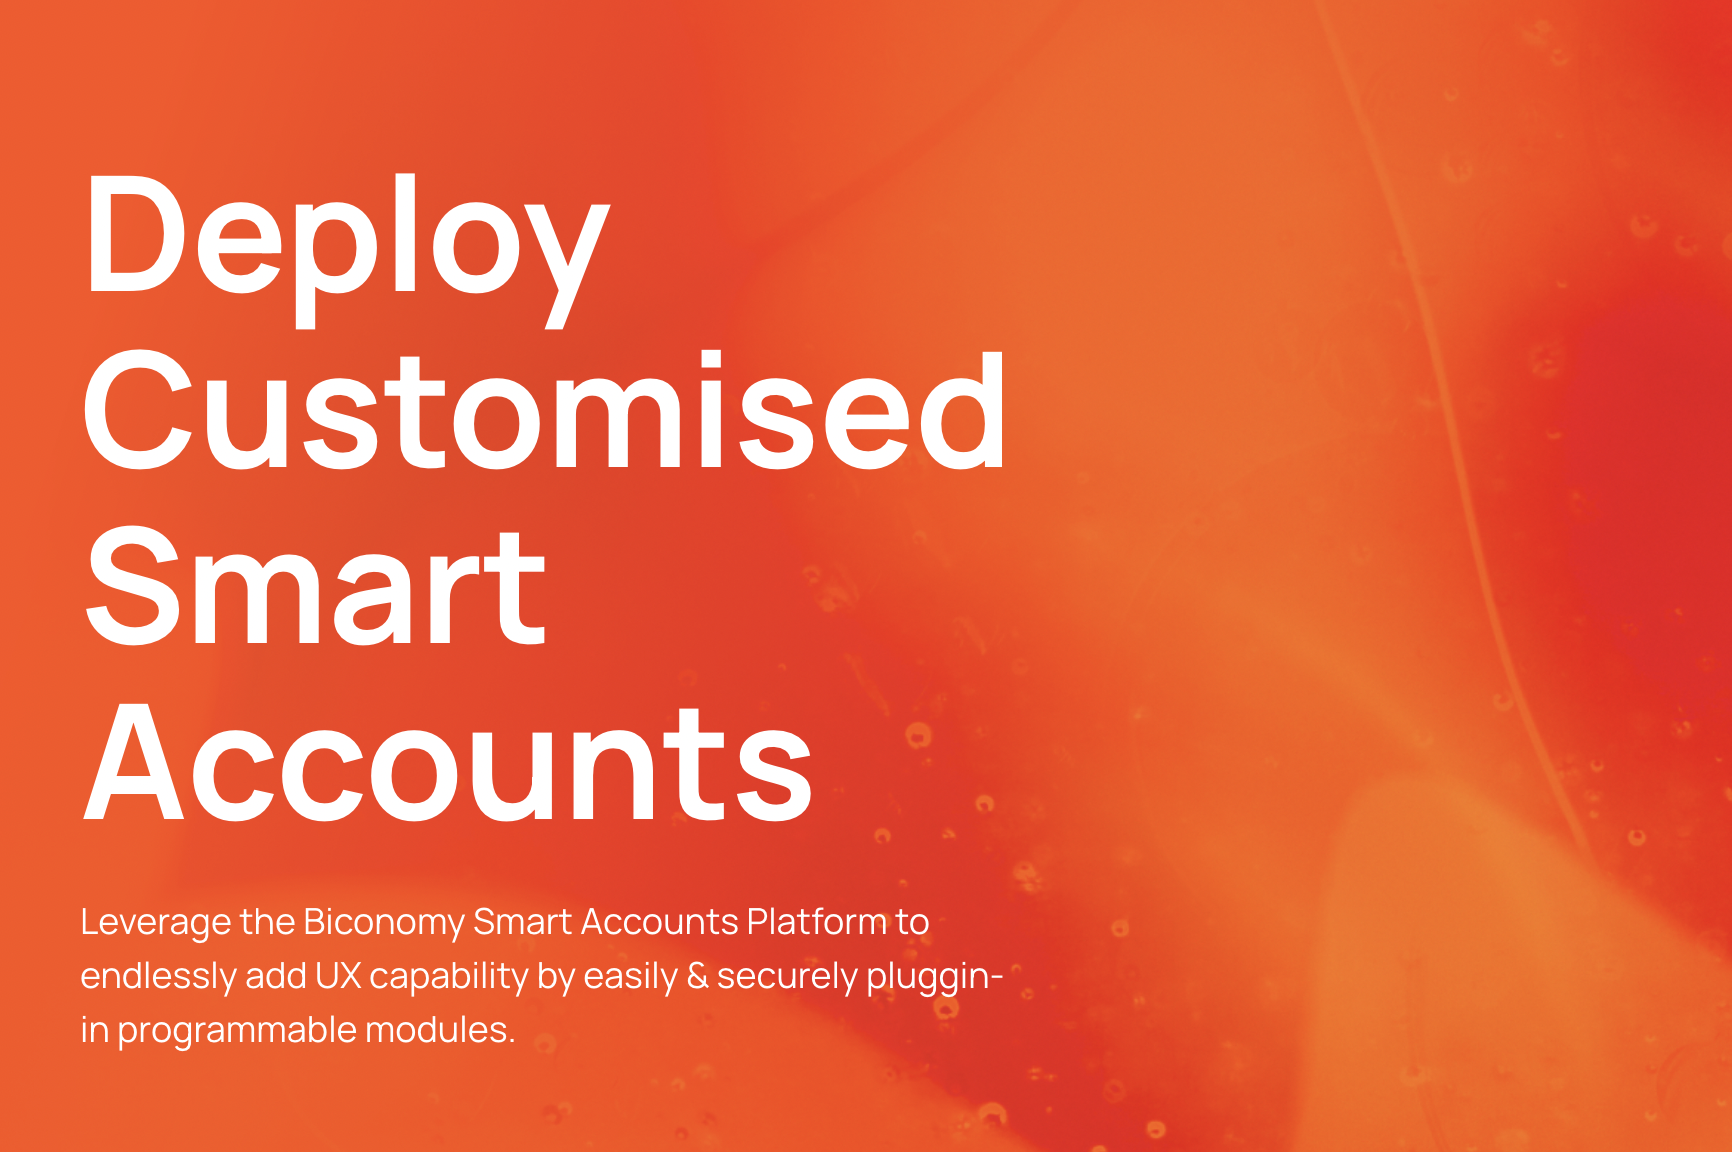 Deploy
Customised
Smart
Accounts
Leverage the Biconomy Smart Accounts Platform to
endlessly add UX capability by easily & securely pluggin-
in programmable modules.